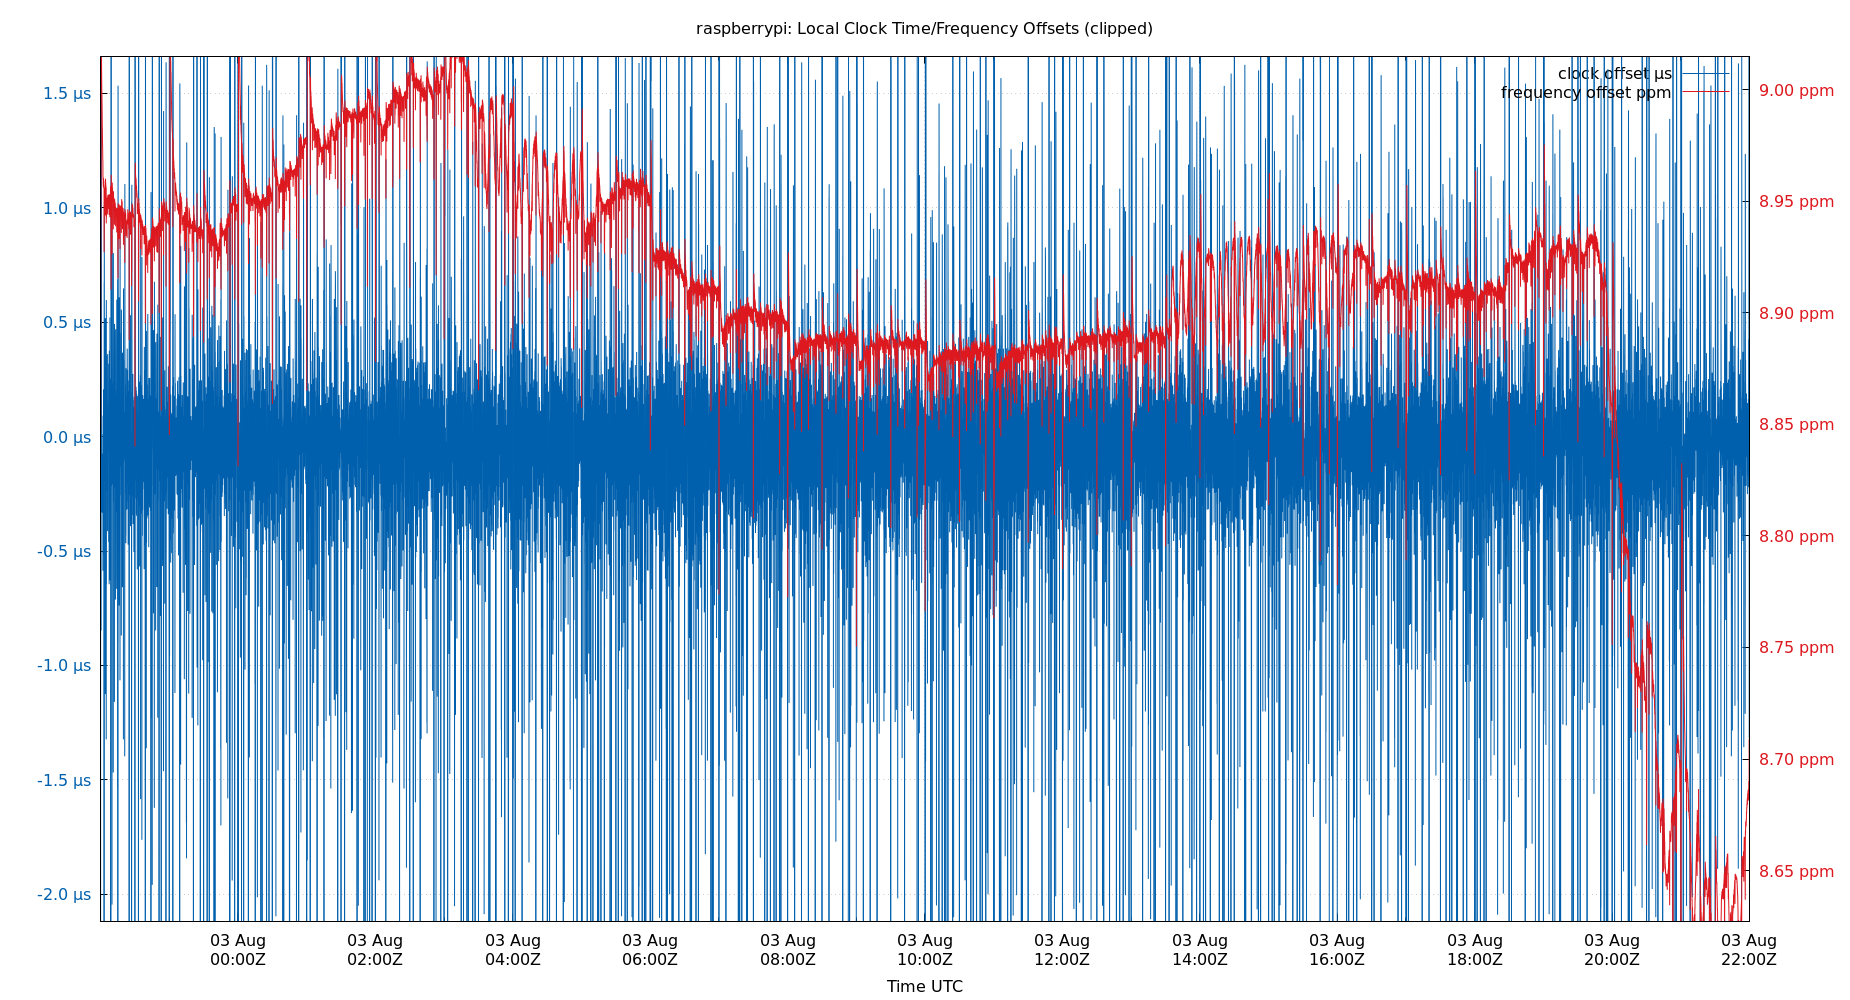 raspberrypi: Local Clock Time/Frequency Offsets (clipped)
clock offset µs
frequency offset ppm
1.5 µs
1.0 µs
0.5 µs
0.0 µs
-0.5 µs
-1.0 µs
-1.5 µs
-2.0 µs
9.00 ppm
8.95 ppm
8.90 ppm
8.85 ppm
8.80 ppm
8.75 ppm
8.70 ppm
8.65 ppm
03 Aug 03 Aug 03 Aug 03 Aug 03 Aug 03 Aug 03 Aug 03 Aug 03 Aug 03 Aug 03 Aug 03 Aug
00:00Z 02:00Z 04:00Z 06:00Z 08:00Z 10:00Z 12:00Z 14:00Z 16:00Z 18:00Z 20:00Z 22:00Z
Time UTC